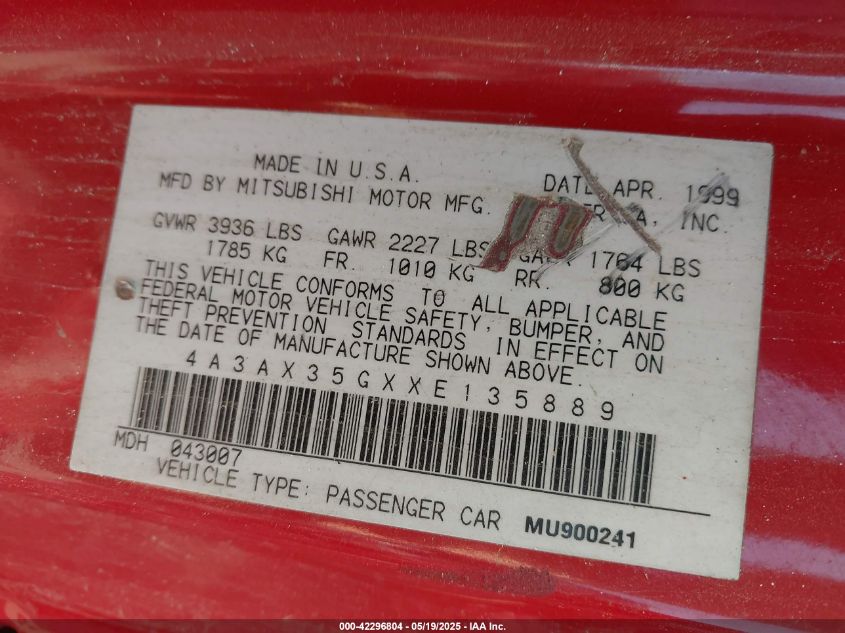 MADE IN U.S.A. DATE APR. 1999
MFD BY MITSUBISHI MOTOR MFG. INC.
GVWR 3936 LBS GAWR 2227 LBS 1764 LBS
1785 KG FR. 1010 KG RR. 800 KG
THIS VEHICLE CONFORMS TO ALL APPLICABLE
FEDERAL MOTOR VEHICLE SAFETY, BUMPER, AND
THEFT PREVENTION STANDARDS IN EFFECT ON
THE DATE OF MANUFACTURE SHOWN ABOVE.
4A3AX35GXXE135889
MDH 043007
VEHICLE TYPE: PASSENGER CAR MU900241
000-42296804 - 05/19/2025 - IAA Inc.